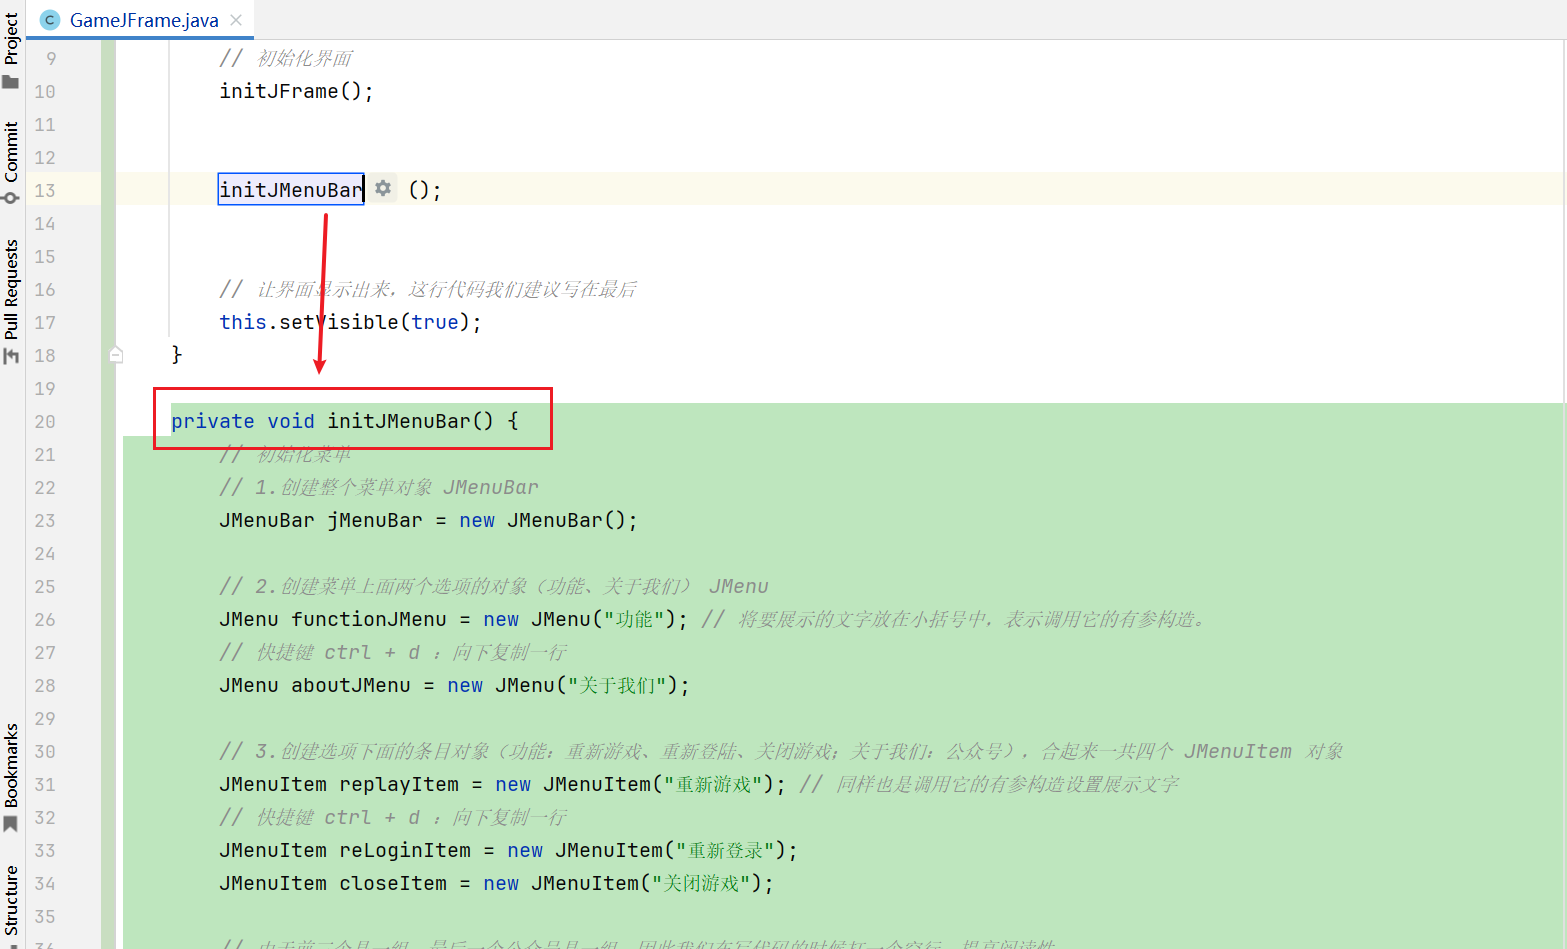 GameJFrame.java
Project
Commit
Pull Requests
Bookmarks
Structure
9 // 初始化界面
10 initJFrame();
11
12
13 initJMenuBar ();
14
15
16 // 让界面显示出来，这行代码我们建议写在最后
17 this.setVisible(true);
18 }
19
20 private void initJMenuBar() {
21 // 初始化菜单
22 // 1.创建整个菜单对象 JMenuBar
23 JMenuBar jMenuBar = new JMenuBar();
24
25 // 2.创建菜单上面两个选项的对象（功能、关于我们） JMenu
26 JMenu functionJMenu = new JMenu("功能"); // 将要展示的文字放在小括号中，表示调用它的有参构造。
27 // 快捷键 ctrl + d ：向下复制一行
28 JMenu aboutJMenu = new JMenu("关于我们");
29
30 // 3.创建选项下面的条目对象（功能：重新游戏、重新登陆、关闭游戏；关于我们：公众号），合起来一共四个 JMenuItem 对象
31 JMenuItem replayItem = new JMenuItem("重新游戏"); // 同样也是调用它的有参构造设置展示文字
32 // 快捷键 ctrl + d ：向下复制一行
33 JMenuItem reLoginItem = new JMenuItem("重新登录");
34 JMenuItem closeItem = new JMenuItem("关闭游戏");
35